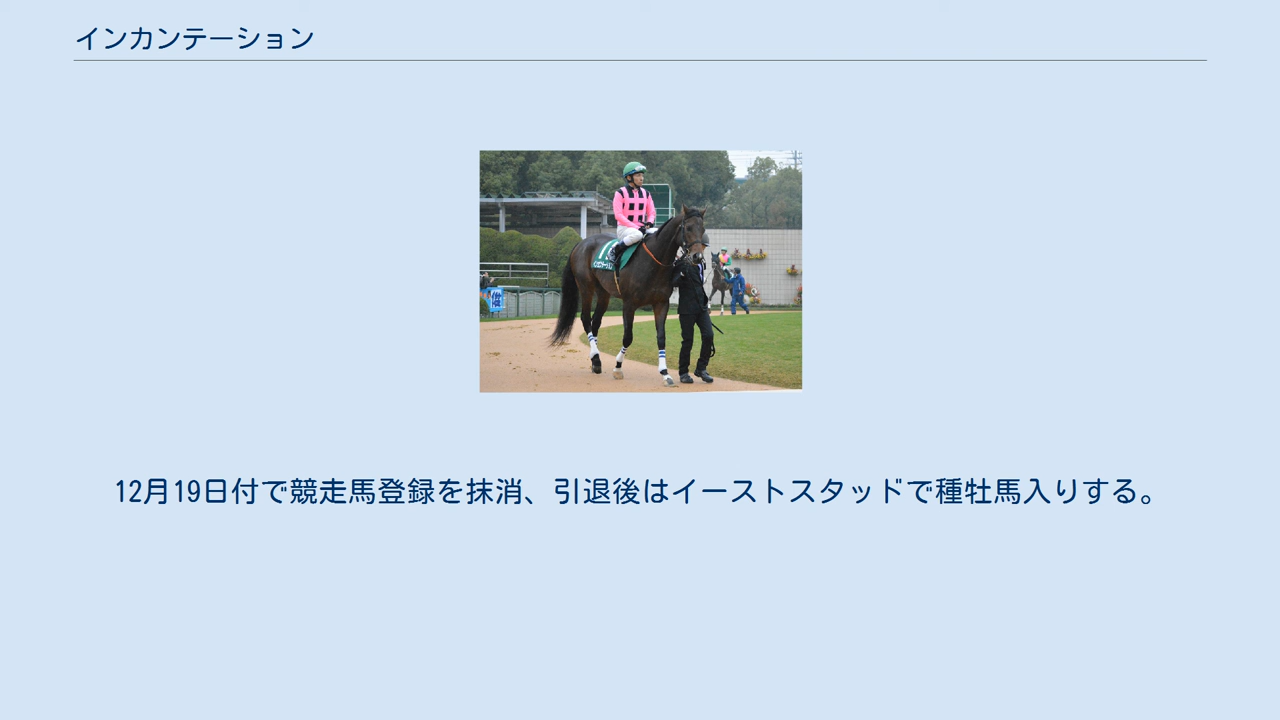 インカンテーション
12月19日付で競走馬登録を抹消、引退後はイーストスタッドで種牡馬入りする。